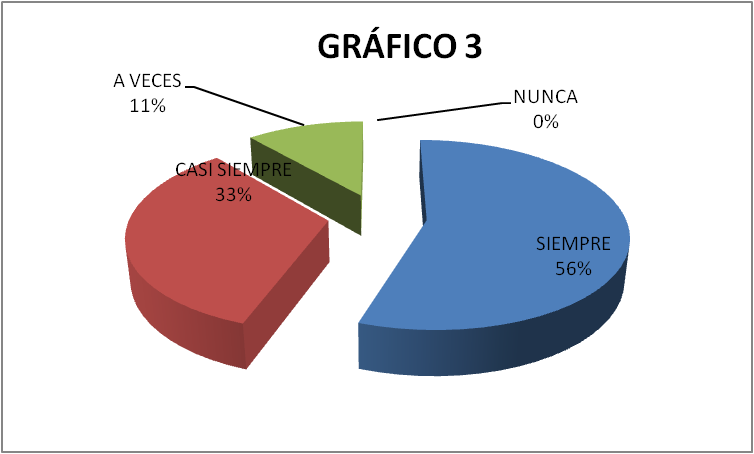 GRÁFICO 3
A VECES
11%
NUNCA
0%
CASI SIEMPRE
33%
SIEMPRE
56%